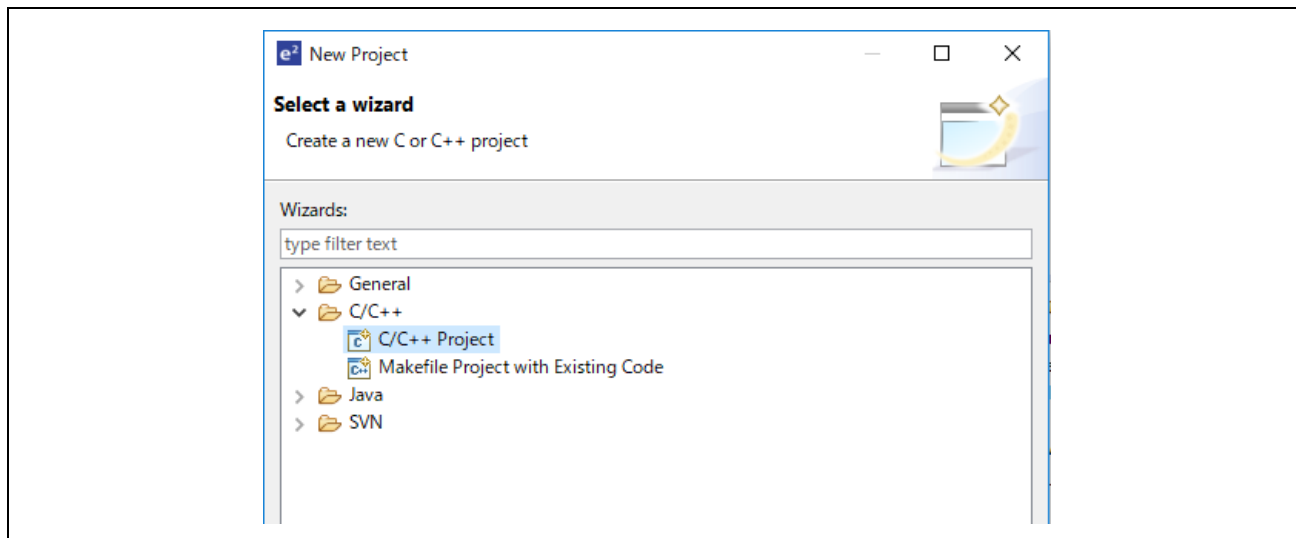 e² New Project
Select a wizard
Create a new C or C++ project
Wizards:
type filter text
General
C/C++
C/C++ Project
Makefile Project with Existing Code
Java
SVN